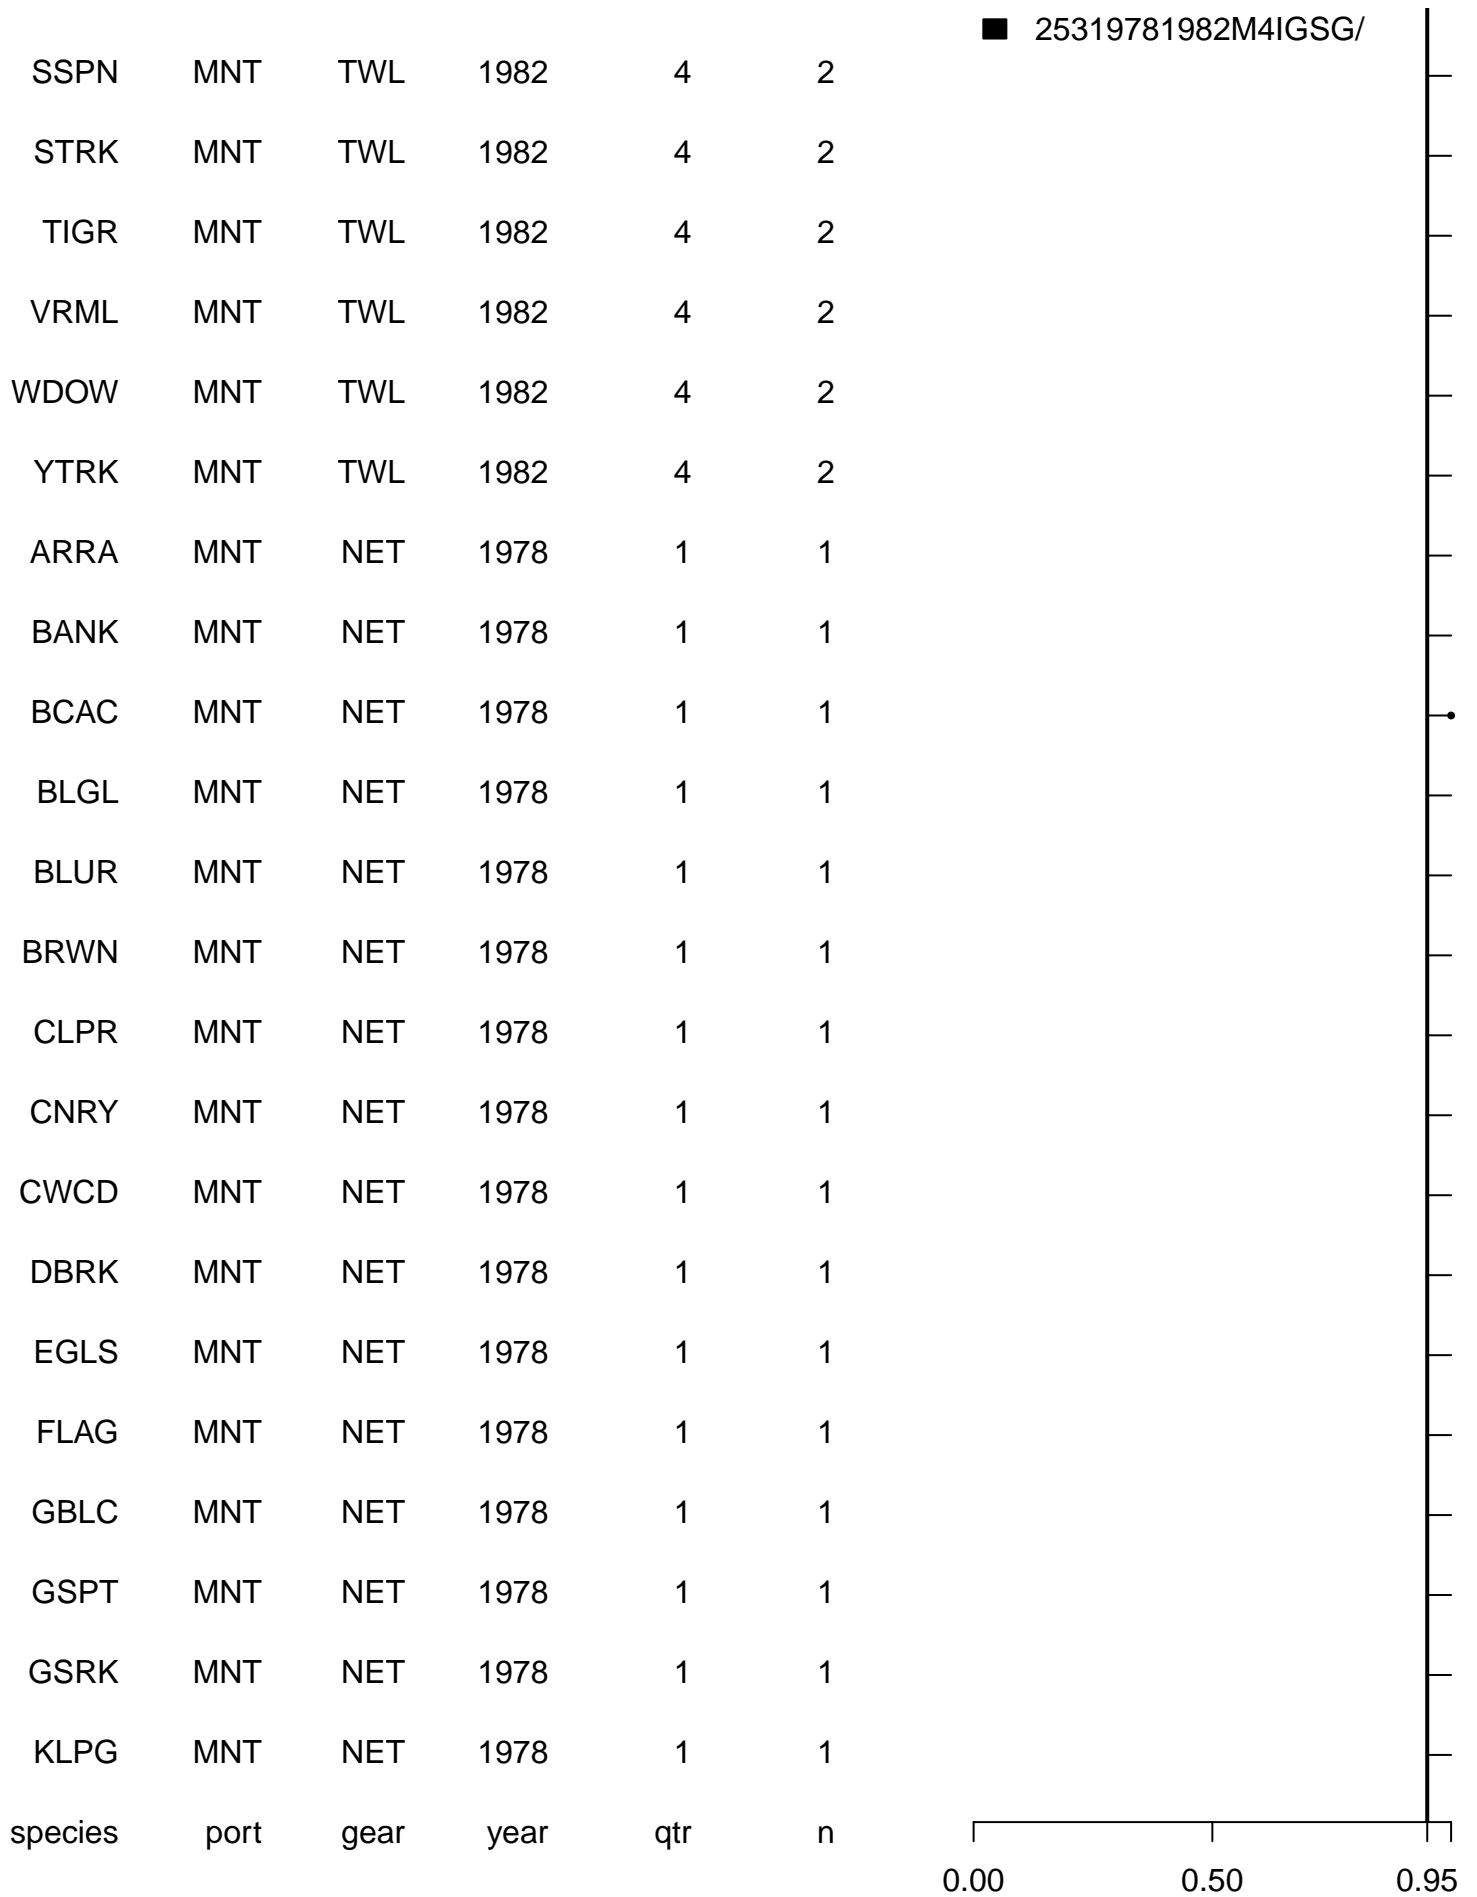 25319781982M4IGSG/
SSPN MNT TWL 1982 4 2
STRK MNT TWL 1982 4 2
TIGR MNT TWL 1982 4 2
VRML MNT TWL 1982 4 2
WDOW MNT TWL 1982 4 2
YTRK MNT TWL 1982 4 2
ARRA MNT NET 1978 1 1
BANK MNT NET 1978 1 1
BCAC MNT NET 1978 1 1
BLGL MNT NET 1978 1 1
BLUR MNT NET 1978 1 1
BRWN MNT NET 1978 1 1
CLPR MNT NET 1978 1 1
CNRY MNT NET 1978 1 1
CWCD MNT NET 1978 1 1
DBRK MNT NET 1978 1 1
EGLS MNT NET 1978 1 1
FLAG MNT NET 1978 1 1
GBLC MNT NET 1978 1 1
GSPT MNT NET 1978 1 1
GSRK MNT NET 1978 1 1
KLPG MNT NET 1978 1 1
species port gear year qtr n
0.00 0.50 0.95